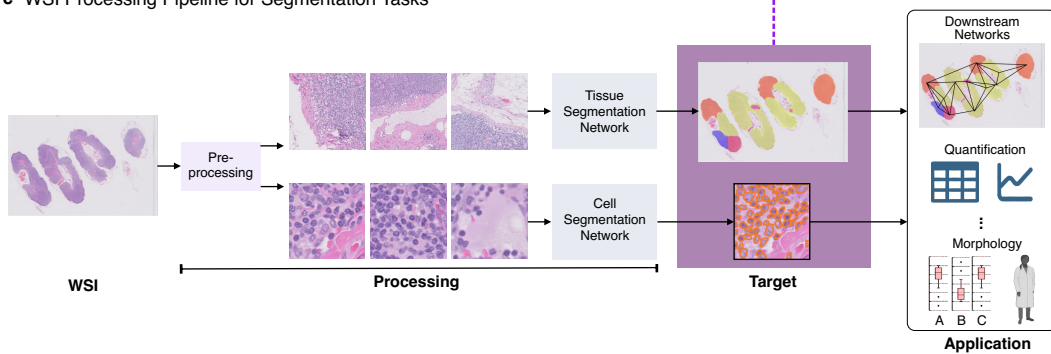 c WSI Processing Pipeline for Segmentation Tasks
Downstream
Networks
Tissue
Segmentation
Network
Pre-
processing
Quantification
Cell
Segmentation
Network
...
Morphology
A B C
WSI
Processing
Target
Application